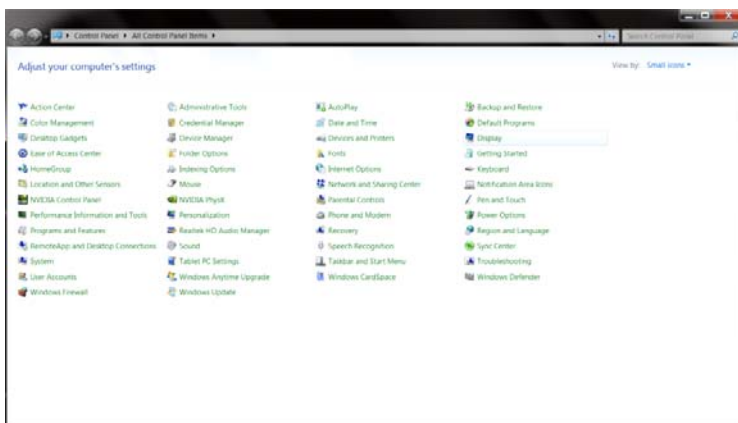 Control Panel ▸ All Control Panel Items ▸
Search Control Panel
Adjust your computer's settings
View by: Small icons
Action Center
Administrative Tools
AutoPlay
Backup and Restore
Color Management
Credential Manager
Date and Time
Default Programs
Desktop Gadgets
Device Manager
Devices and Printers
Display
Ease of Access Center
Folder Options
Fonts
Getting Started
HomeGroup
Indexing Options
Internet Options
Keyboard
Location and Other Sensors
Mouse
Network and Sharing Center
Notification Area Icons
NVIDIA Control Panel
NVIDIA PhysX
Parental Controls
Pen and Touch
Performance Information and Tools
Personalization
Phone and Modem
Power Options
Programs and Features
Realtek HD Audio Manager
Recovery
Region and Language
RemoteApp and Desktop Connections
Sound
Speech Recognition
Sync Center
System
Tablet PC Settings
Taskbar and Start Menu
Troubleshooting
User Accounts
Windows Anytime Upgrade
Windows CardSpace
Windows Defender
Windows Firewall
Windows Update